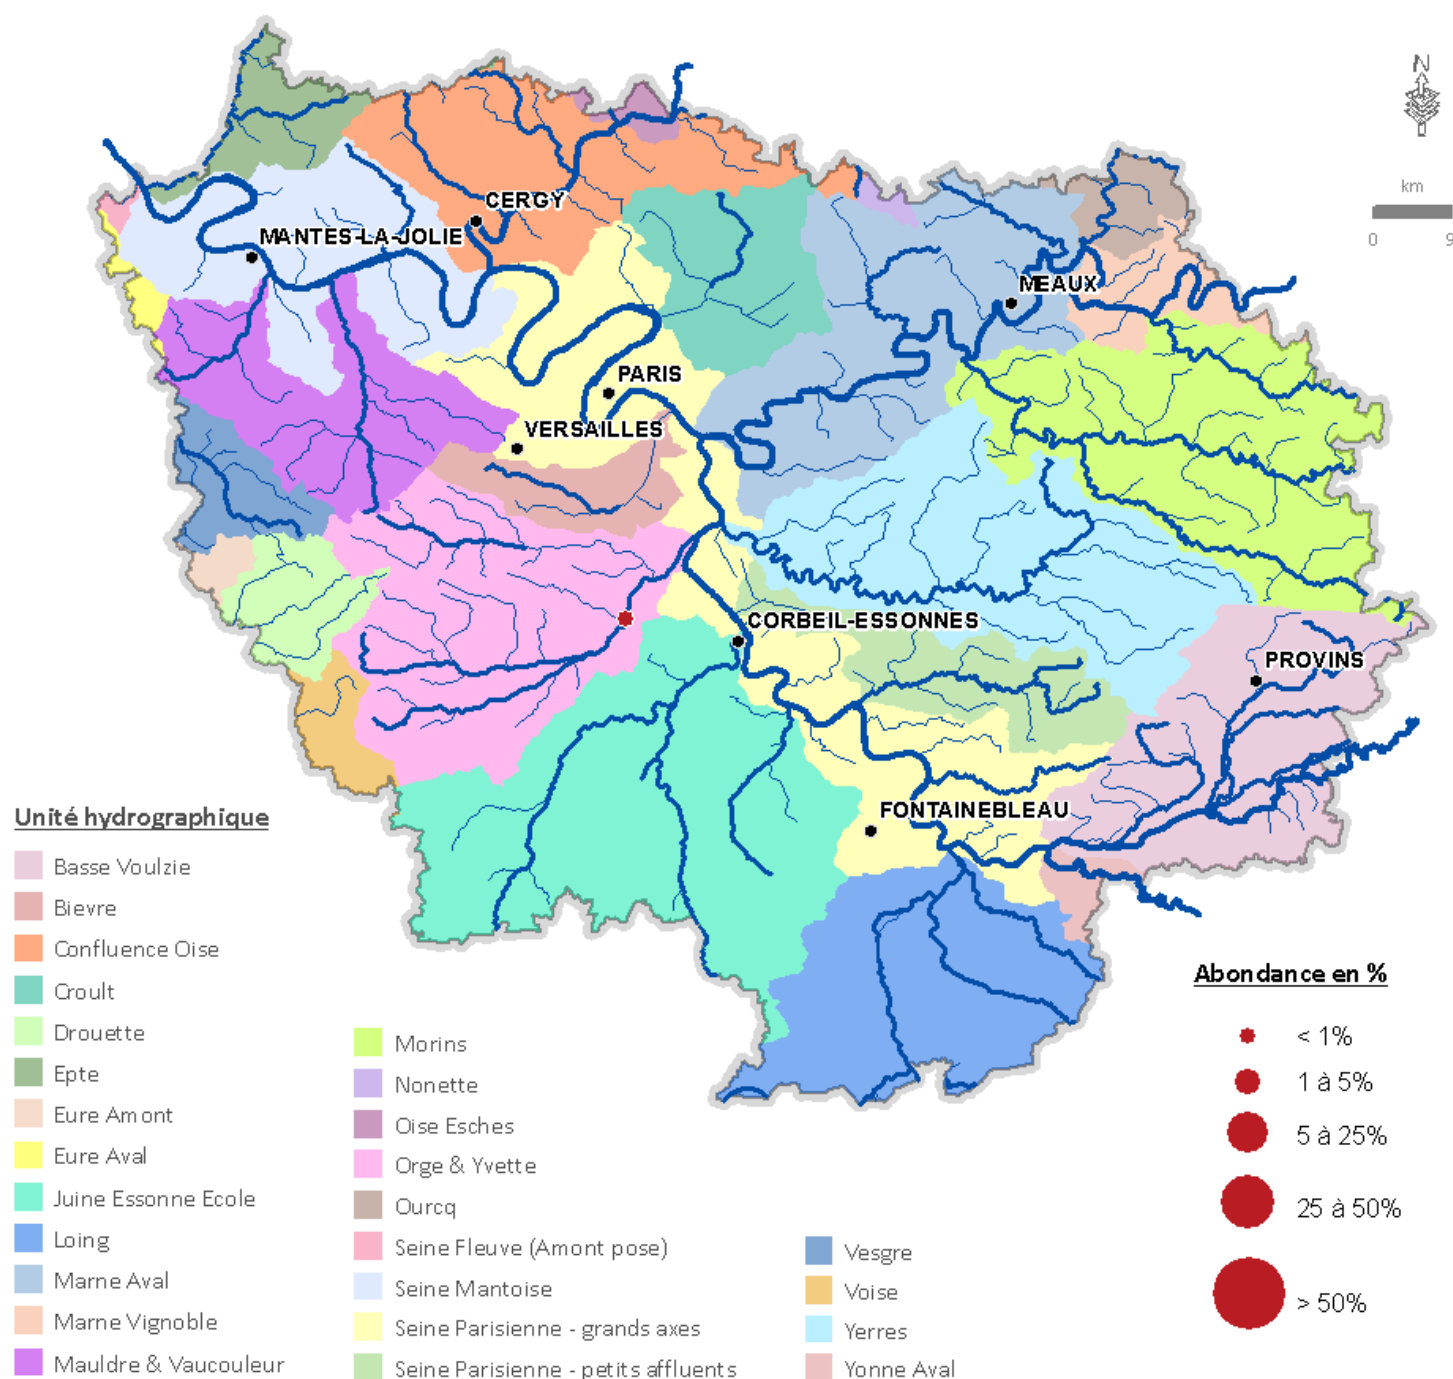 N
km
0 9
CERGY
MANTES-LA-JOLIE
MEAUX
PARIS
VERSAILLES
CORBEIL-ESSONNES
PROVINS
FONTAINEBLEAU
Unité hydrographique
Basse Voulzie
Bievre
Confluence Oise
Croult
Drouette
Epte
Eure Amont
Eure Aval
Juine Essonne Ecole
Loing
Marne Aval
Marne Vignoble
Mauldre & Vaucouleur
Morins
Nonette
Oise Esches
Orge & Yvette
Ourcq
Seine Fleuve (Amont pose)
Seine Mantoise
Seine Parisienne - grands axes
Seine Parisienne - petits affluents
Vesgre
Voise
Yerres
Yonne Aval
Abondance en %
< 1%
1 à 5%
5 à 25%
25 à 50%
> 50%